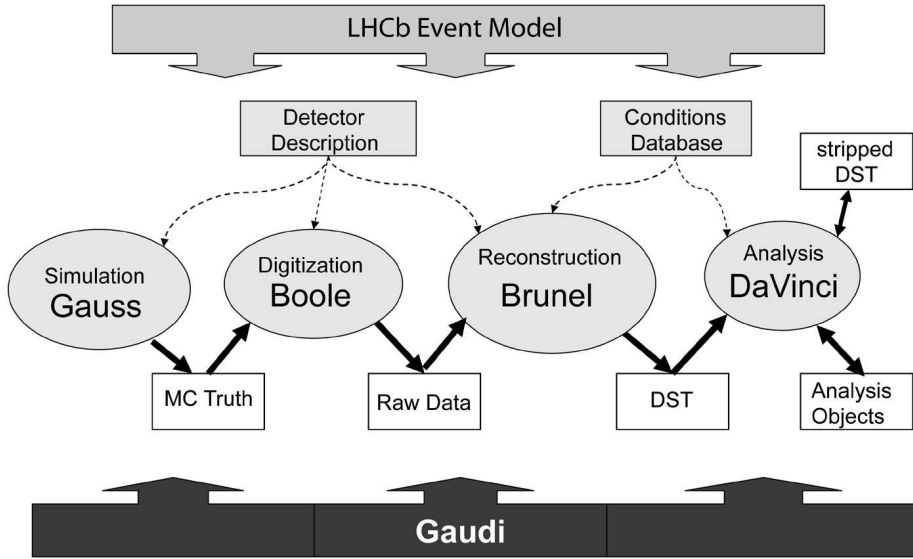 LHCb Event Model
Detector
Description
Conditions
Database
stripped
DST
Simulation
Gauss
Digitization
Boole
Reconstruction
Brunel
Analysis
DaVinci
MC Truth
Raw Data
DST
Analysis
Objects
Gaudi